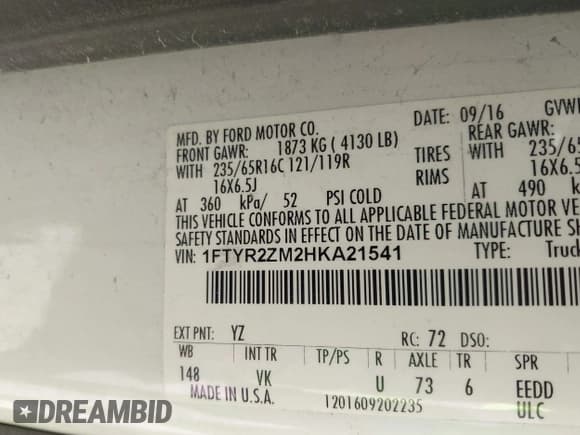 MFD. BY FORD MOTOR CO. DATE: 09/16
FRONT GAWR: 1873 KG ( 4130 LB) REAR GAWR:
WITH 235/65R16C 121/119R TIRES WITH
16X6.5J RIMS 16X6.5
AT 360 kPa/ 52 PSI COLD AT 490
THIS VEHICLE CONFORMS TO ALL APPLICABLE FEDERAL MOTOR
SAFETY STANDARDS IN EFFECT ON THE DATE OF MANUFACTURE
VIN: 1FTYR2ZM2HKA21541 TYPE: Truck
EXT PNT: YZ RC: 72 DSO:
WB INT TR TP/PS R AXLE TR SPR
148 VK U 73 6 EEDD
MADE IN U.S.A. 1201609202235 ULC
DREAMBID